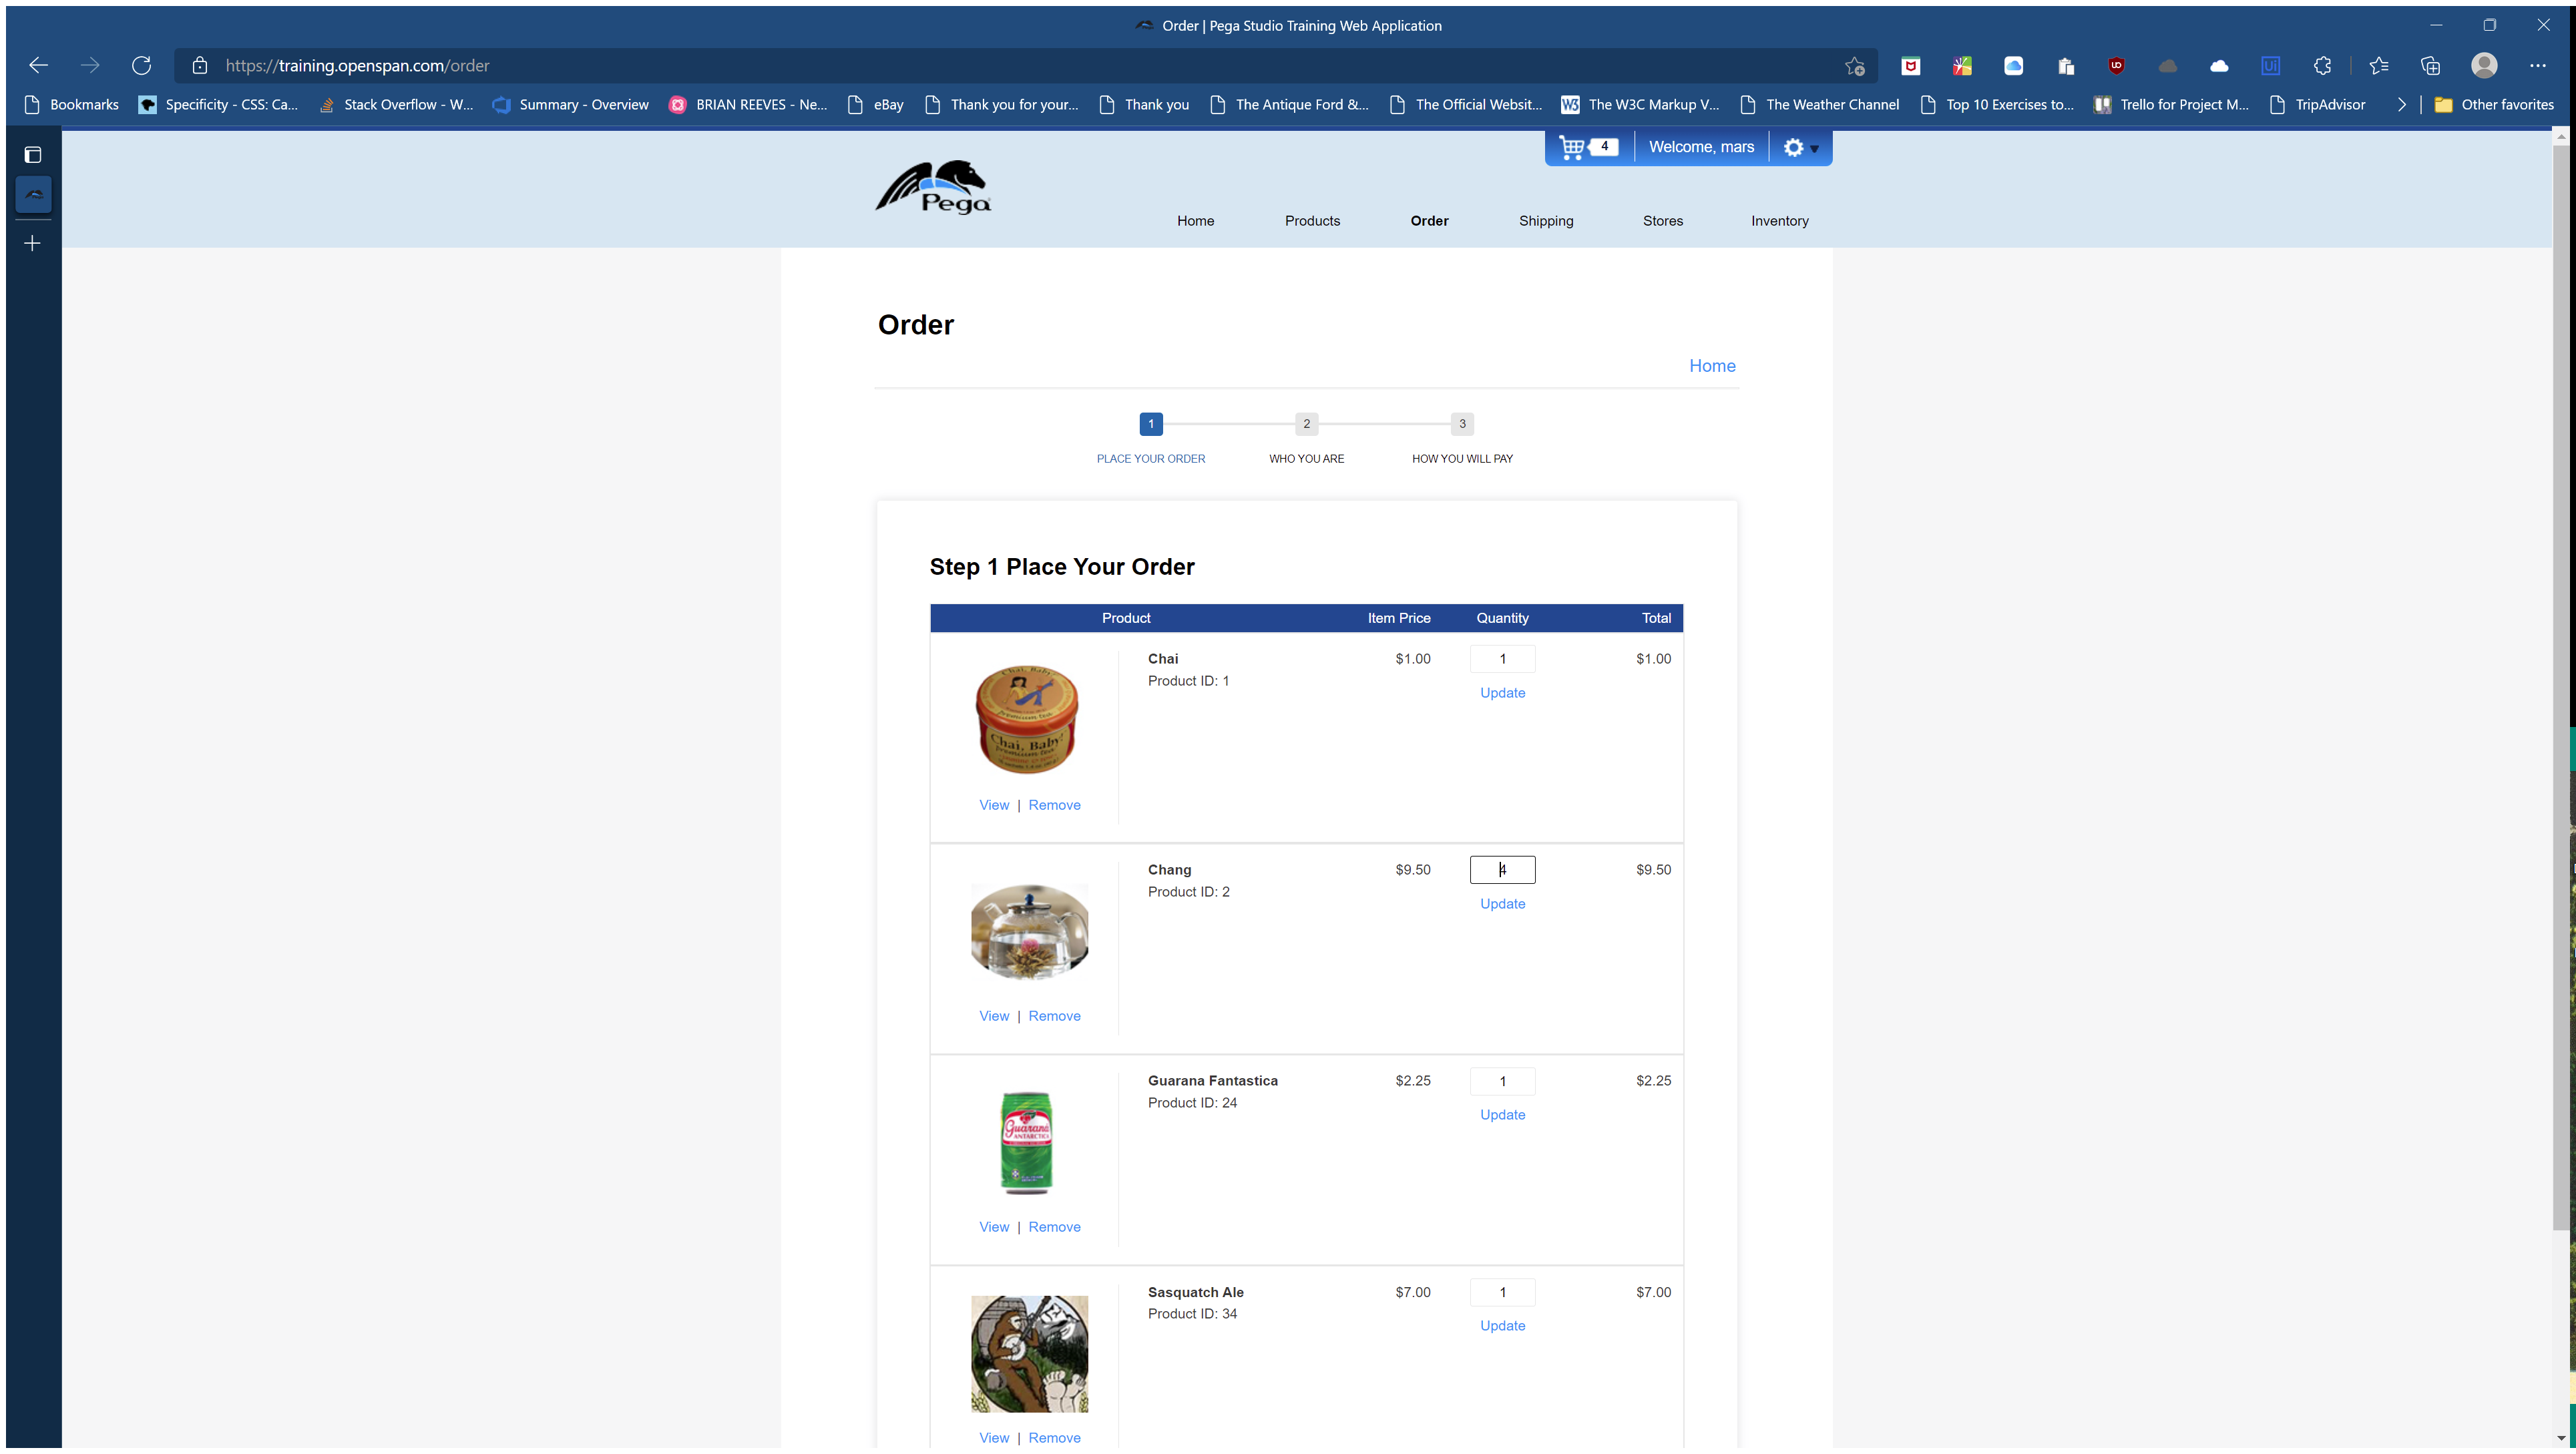 Order | Pega Studio Training Web Application
https://training.openspan.com/order
Bookmarks Specificity - CSS: Ca... Stack Overflow - W... Summary - Overview BRIAN REEVES - Ne... eBay Thank you for your... Thank you The Antique Ford &... The Official Websit... The W3C Markup V... The Weather Channel Top 10 Exercises to... Trello for Project M... TripAdvisor Other favorites
4 Welcome, mars
Pega
Home Products Order Shipping Stores Inventory
Order
Home
1 2 3
PLACE YOUR ORDER WHO YOU ARE HOW YOU WILL PAY
Step 1 Place Your Order
Product Item Price Quantity Total
Chai $1.00 1 $1.00
Product ID: 1
Update
Chai, Baby!
premium tea
View | Remove
Chang $9.50 4 $9.50
Product ID: 2
Update
View | Remove
Guarana Fantastica $2.25 1 $2.25
Product ID: 24
Update
Guaraná
ANTARCTICA
View | Remove
Sasquatch Ale $7.00 1 $7.00
Product ID: 34
Update
View | Remove